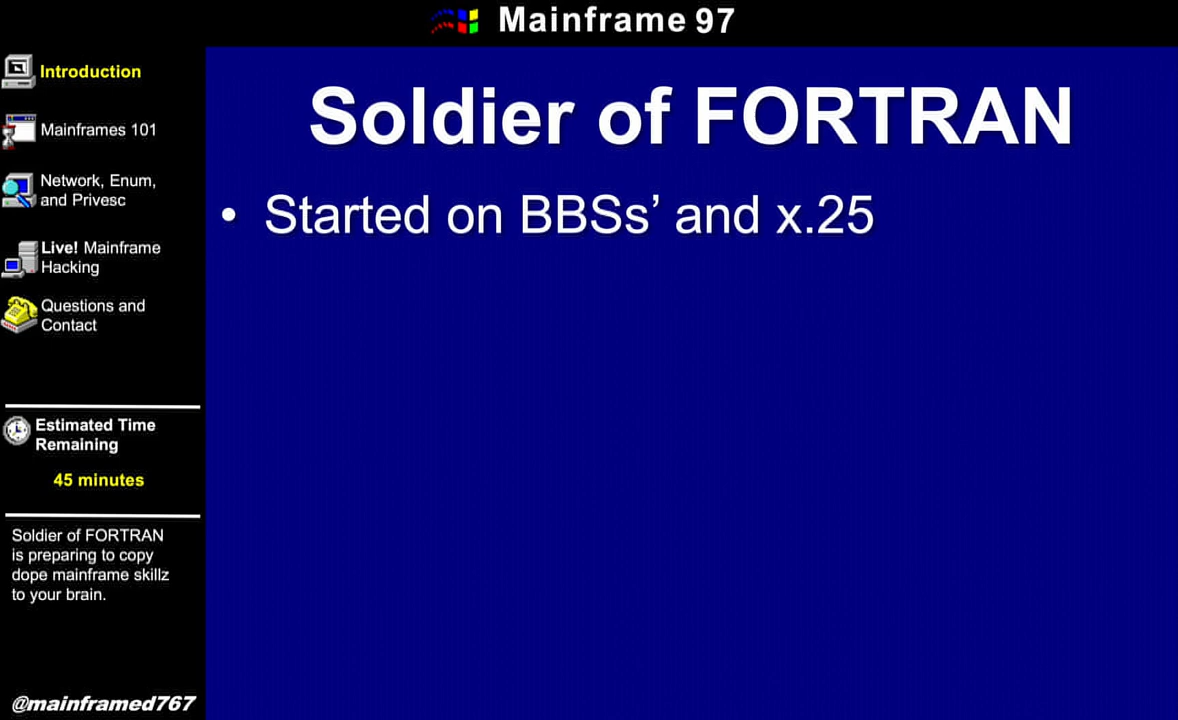 Mainframe 97
Introduction
Mainframes 101
Network, Enum,
and Privesc
Live! Mainframe
Hacking
Questions and
Contact
Estimated Time
Remaining
45 minutes
Soldier of FORTRAN
is preparing to copy
dope mainframe skillz
to your brain.
@mainframed767
Soldier of FORTRAN
• Started on BBSs’ and x.25